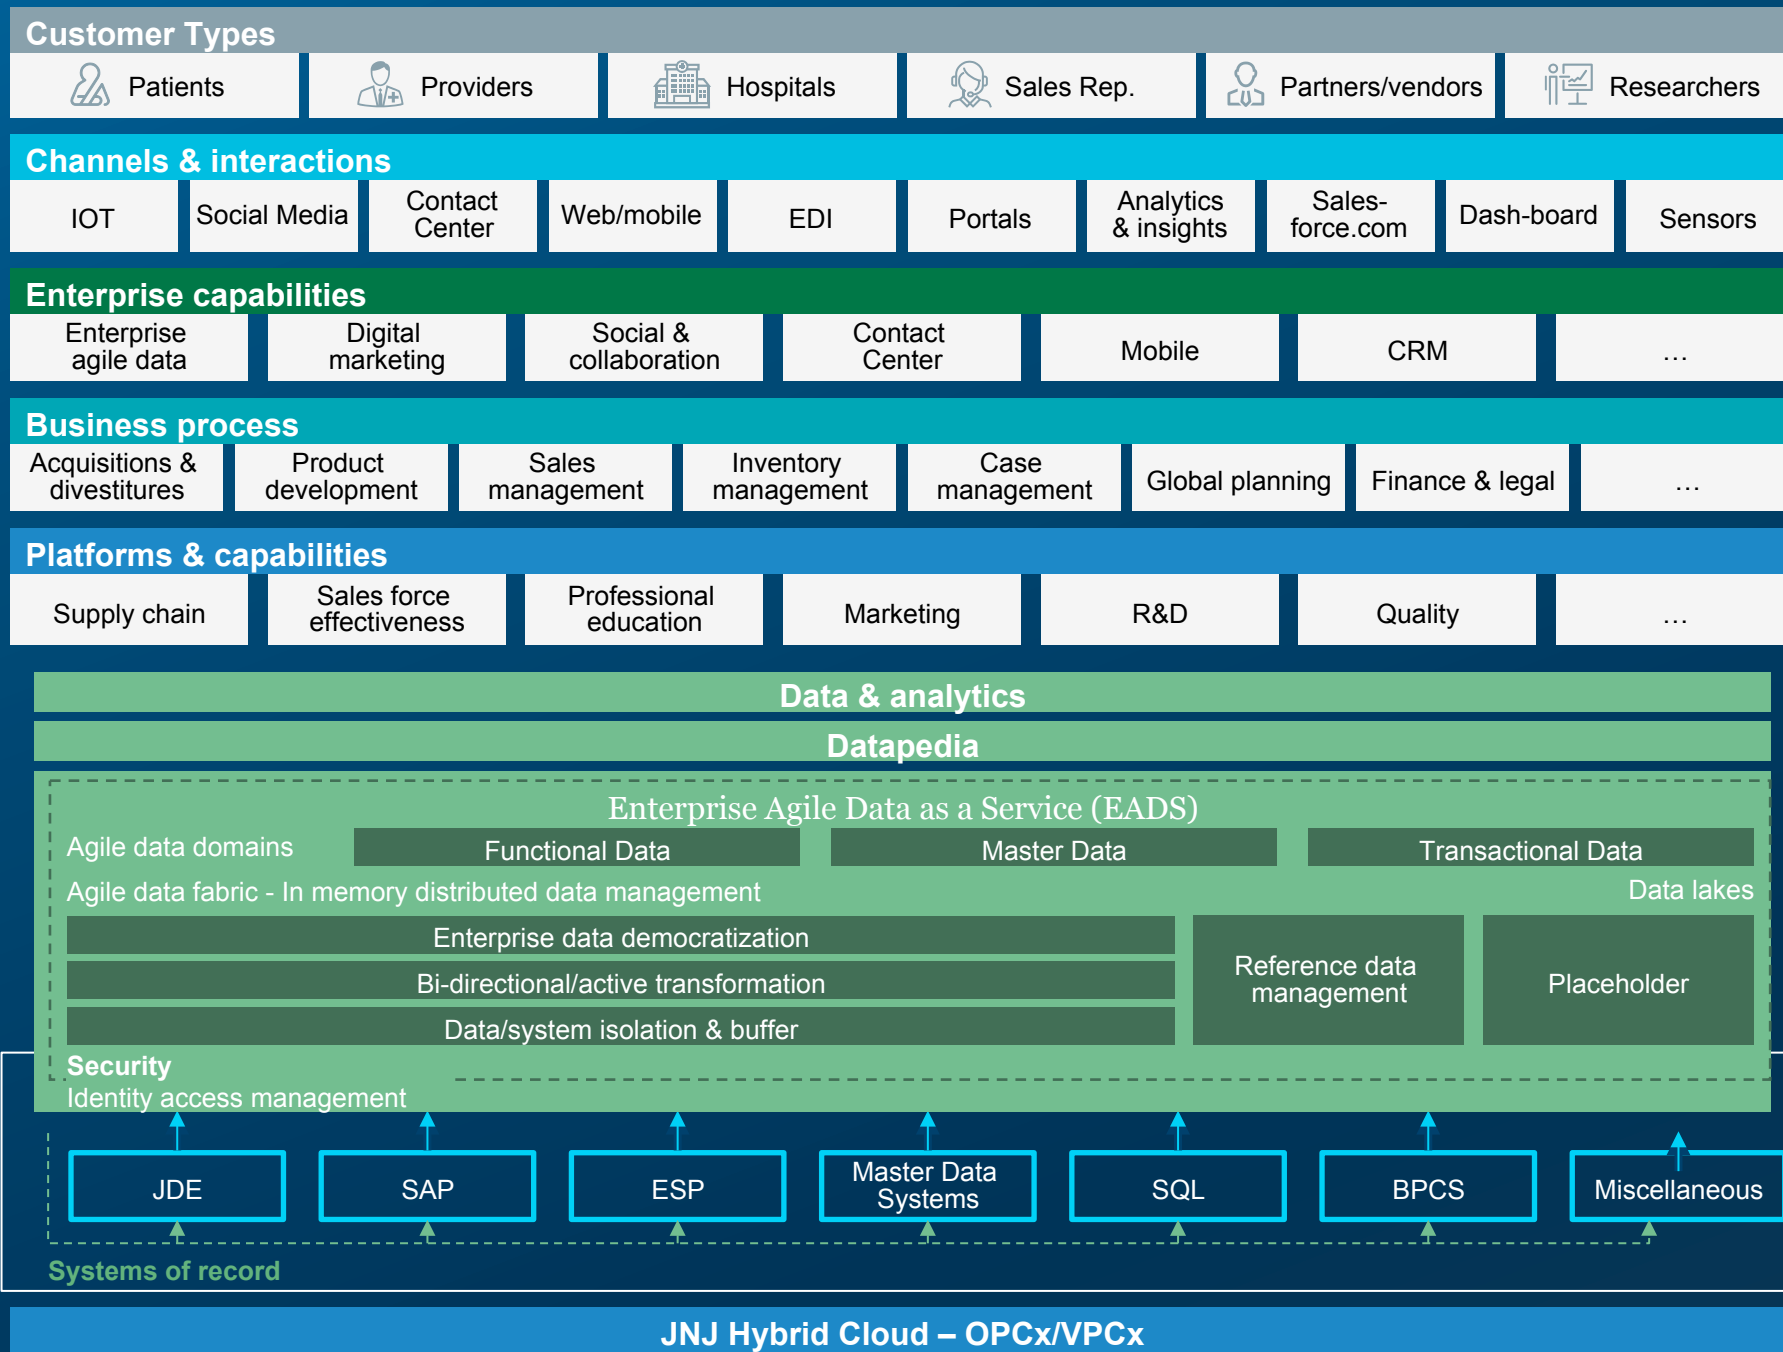 Customer Types
Patients
Providers
Hospitals
Sales Rep.
Partners/vendors
Researchers
Channels & interactions
IOT
Social Media
Contact
Center
Web/mobile
EDI
Portals
Analytics
& insights
Sales-
force.com
Dash-board
Sensors
Enterprise capabilities
Enterprise
agile data
Digital
marketing
Social &
collaboration
Contact
Center
Mobile
CRM
…
Business process
Acquisitions &
divestitures
Product
development
Sales
management
Inventory
management
Case
management
Global planning
Finance & legal
…
Platforms & capabilities
Supply chain
Sales force
effectiveness
Professional
education
Marketing
R&D
Quality
…
Data & analytics
Datapedia
Enterprise Agile Data as a Service (EADS)
Agile data domains
Functional Data
Master Data
Transactional Data
Agile data fabric - In memory distributed data management
Data lakes
Enterprise data democratization
Bi-directional/active transformation
Data/system isolation & buffer
Reference data
management
Placeholder
Security
Identity access management
JDE
SAP
ESP
Master Data
Systems
SQL
BPCS
Miscellaneous
Systems of record
JNJ Hybrid Cloud – OPCx/VPCx